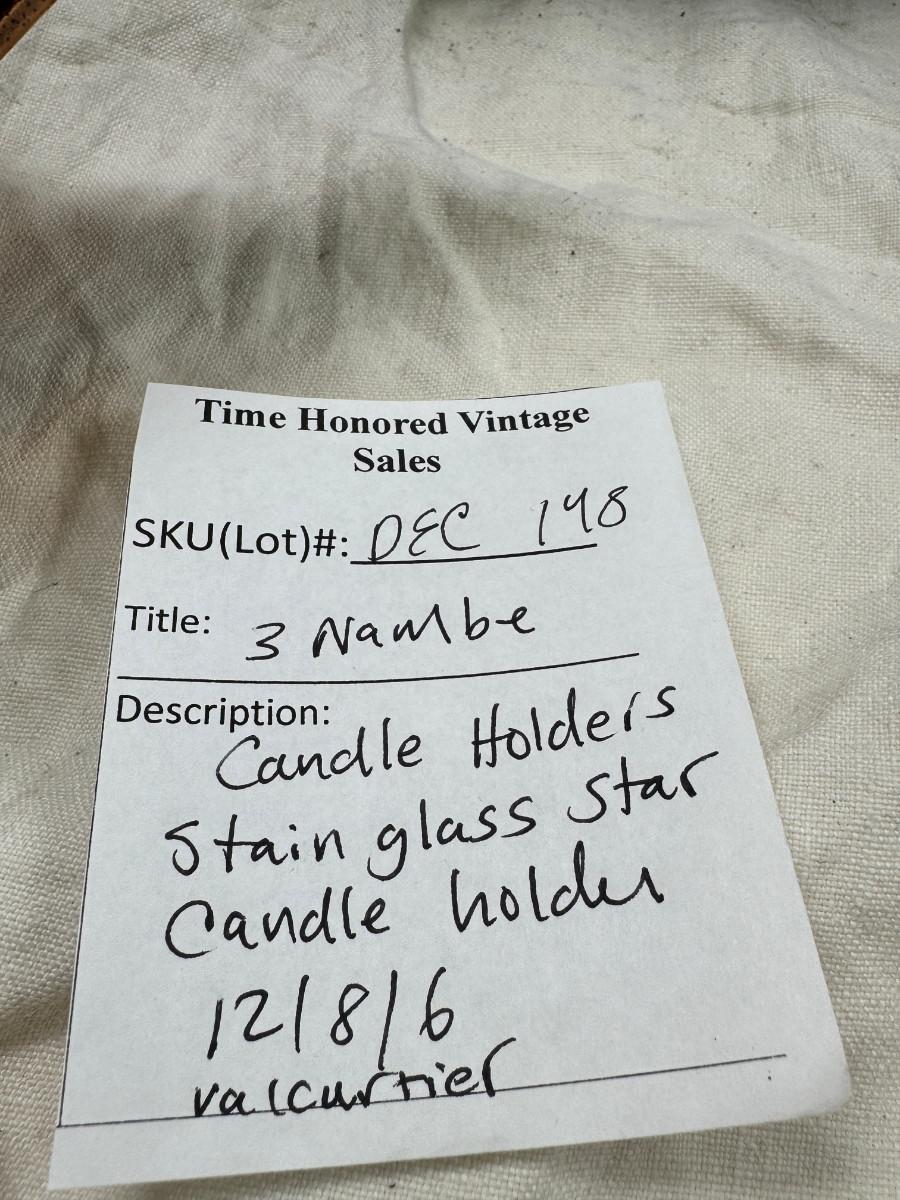 Time Honored Vintage
Sales
SKU(Lot)#: DEC 148
Title: 3 Nambe
Description:
Candle Holders
Stain glass star
Candle holder
12/8/6
valcurtier